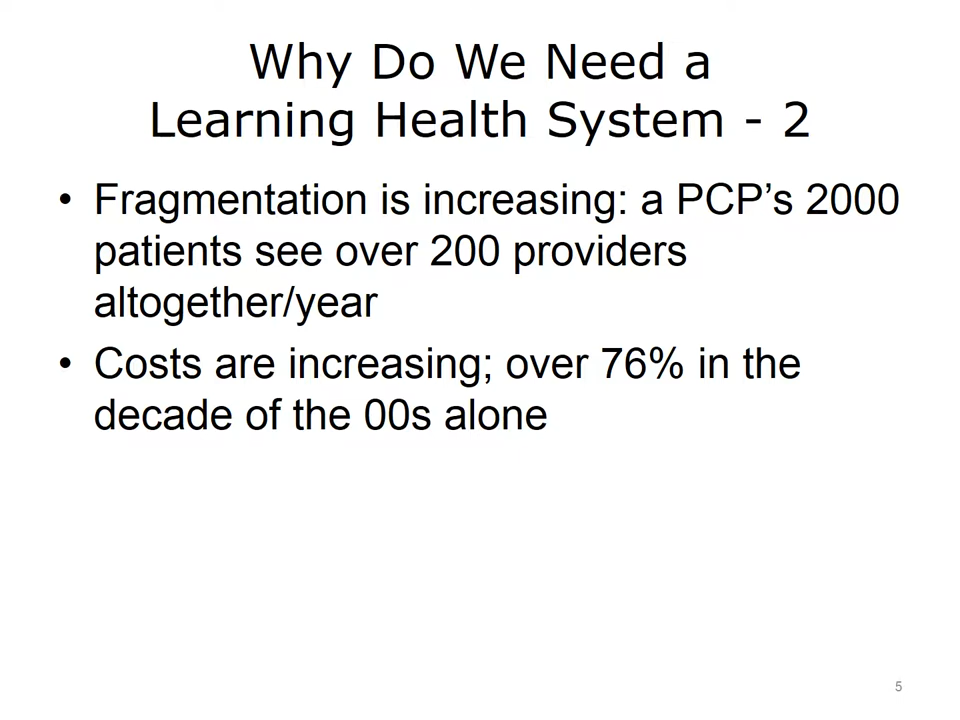 Why Do We Need a
Learning Health System - 2
• Fragmentation is increasing: a PCP’s 2000
patients see over 200 providers
altogether/year
• Costs are increasing; over 76% in the
decade of the 00s alone
5